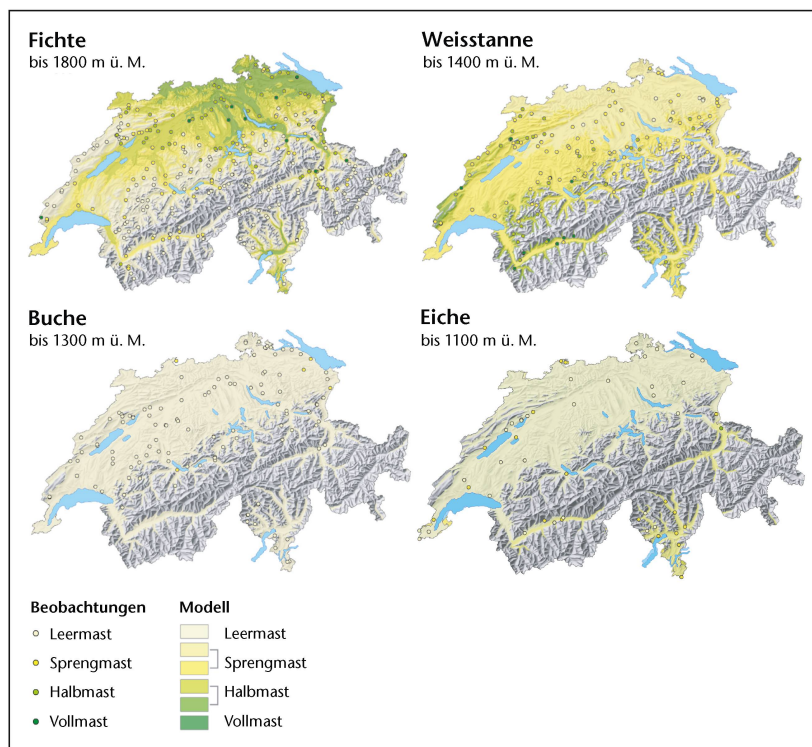 Fichte
bis 1800 m ü. M.
Weisstanne
bis 1400 m ü. M.
Buche
bis 1300 m ü. M.
Eiche
bis 1100 m ü. M.
Beobachtungen
Leermast
Sprengmast
Halbmast
Vollmast
Modell
Leermast
Sprengmast
Halbmast
Vollmast